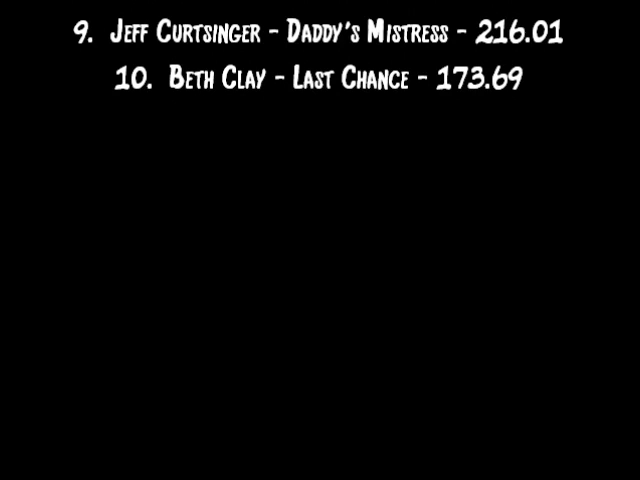 9. Jeff Curtsinger - Daddy's Mistress - 216.01
10. Beth Clay - Last Chance - 173.69